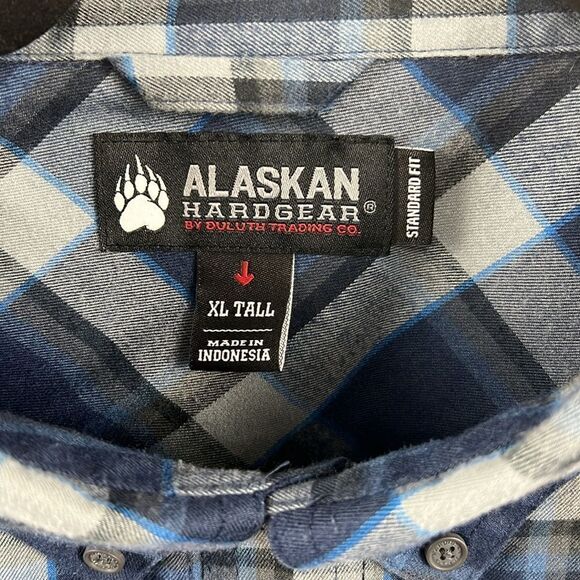 ALASKAN
HARDGEAR®
BY DULUTH TRADING CO.
STANDARD FIT
XL TALL
MADE IN
INDONESIA